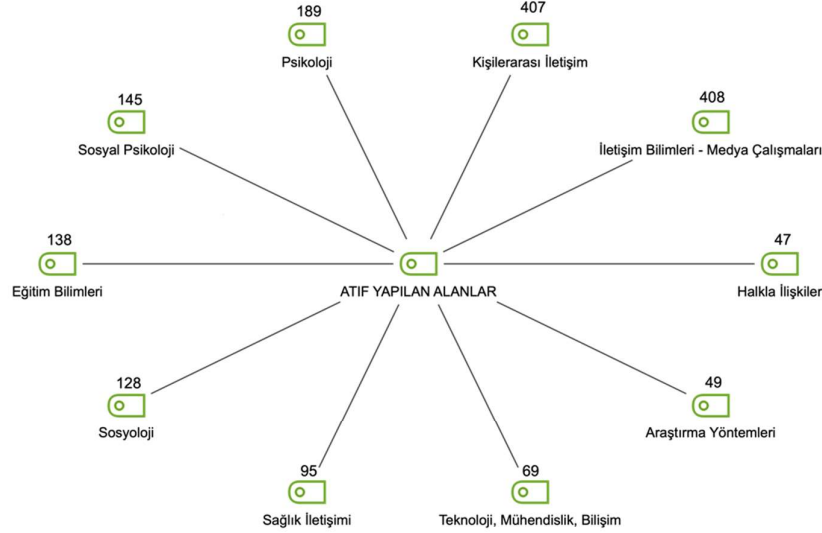 189
Psikoloji
407
Kişilerarası İletişim
145
Sosyal Psikoloji
408
İletişim Bilimleri - Medya Çalışmaları
138
Eğitim Bilimleri
ATIF YAPILAN ALANLAR
47
Halkla İlişkiler
128
Sosyoloji
49
Araştırma Yöntemleri
95
Sağlık İletişimi
69
Teknoloji, Mühendislik, Bilişim